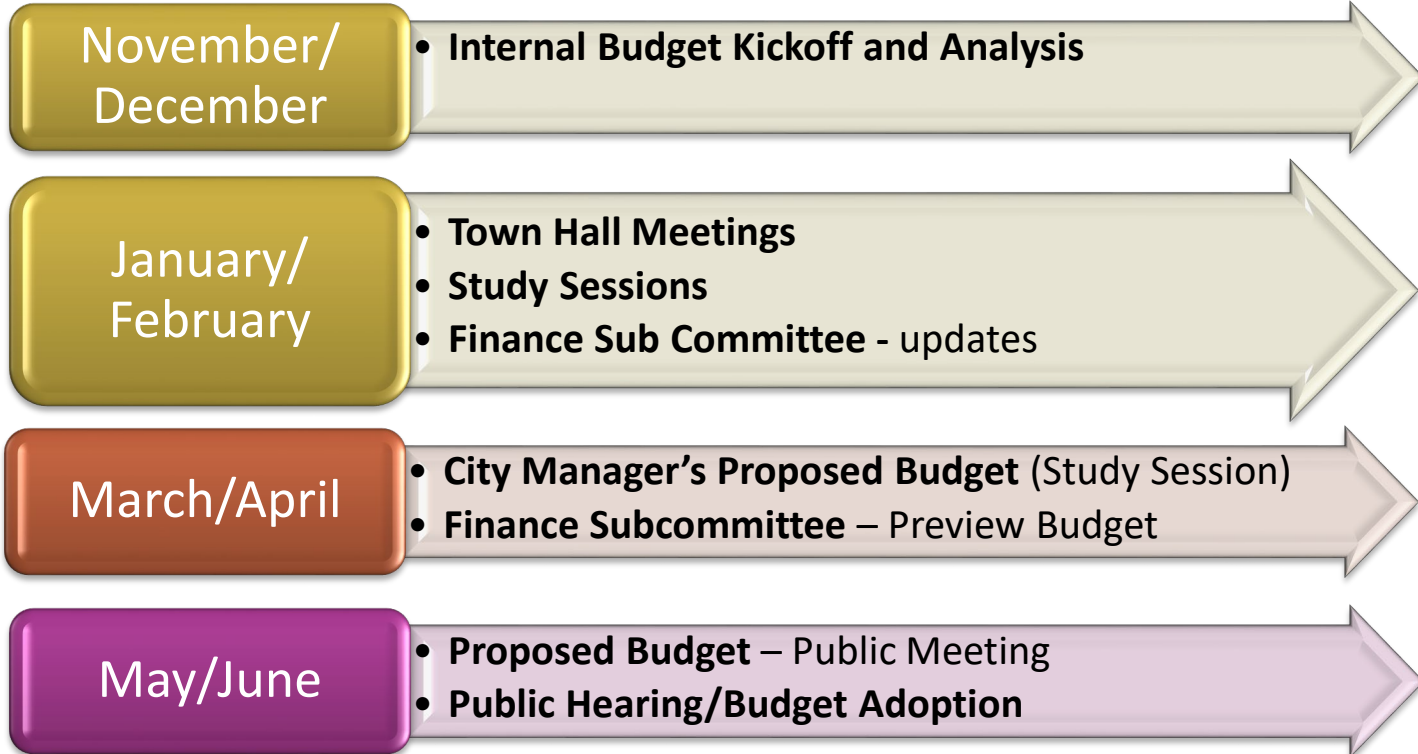 November/
December
• Internal Budget Kickoff and Analysis
January/
February
• Town Hall Meetings
• Study Sessions
• Finance Sub Committee - updates
March/April
• City Manager’s Proposed Budget (Study Session)
• Finance Subcommittee – Preview Budget
May/June
• Proposed Budget – Public Meeting
• Public Hearing/Budget Adoption